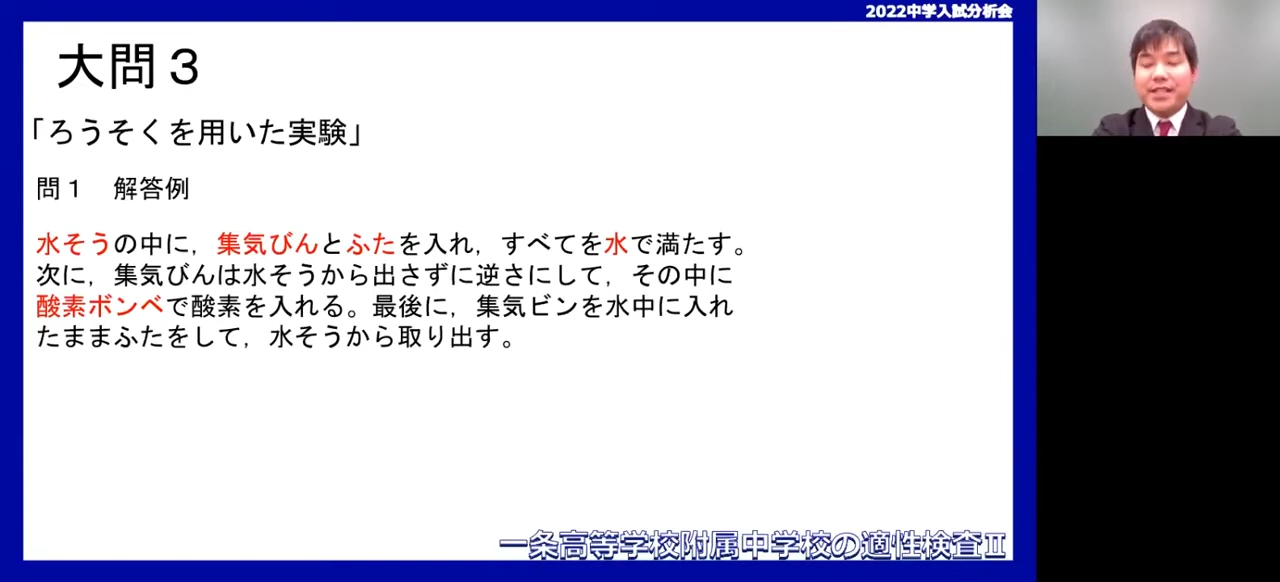 2022中学入試分析会
大問３
「ろうそくを用いた実験」
問１　解答例
水そうの中に，集気びんとふたを入れ，すべてを水で満たす。
次に，集気びんは水そうから出さずに逆さにして，その中に
酸素ボンベで酸素を入れる。最後に，集気ビンを水中に入れ
たままふたをして，水そうから取り出す。
一条高等学校附属中学校の適性検査Ⅱ